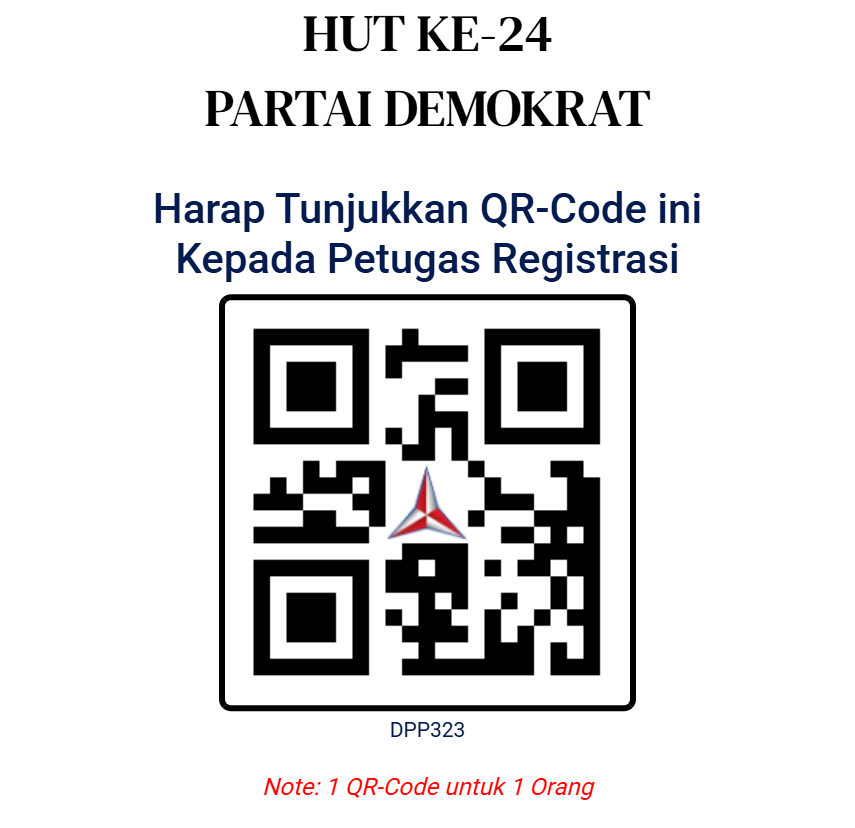 HUT KE-24
PARTAI DEMOKRAT
Harap Tunjukkan QR-Code ini
Kepada Petugas Registrasi
DPP323
Note: 1 QR-Code untuk 1 Orang